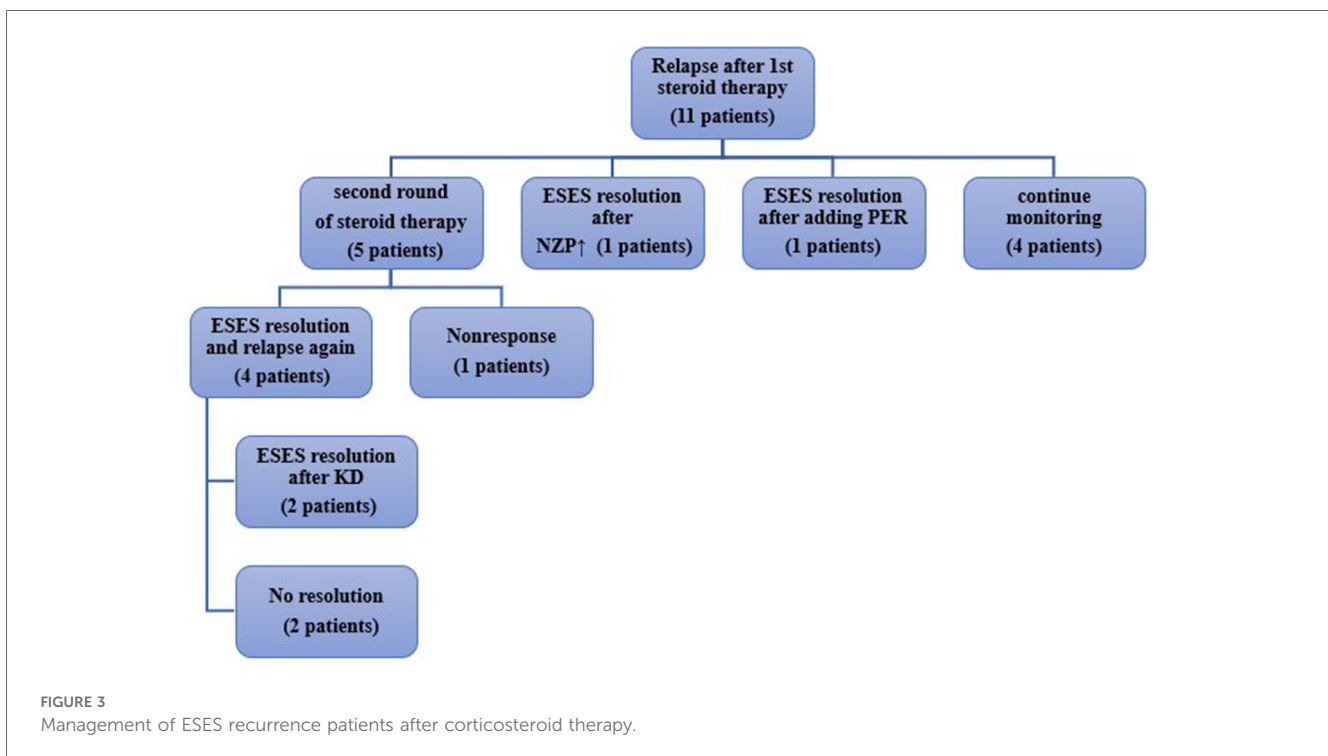 Relapse after 1st
steroid therapy
(11 patients)
second round
of steroid therapy
(5 patients)
ESES resolution
after
NZP↑ (1 patients)
ESES resolution
after adding PER
(1 patients)
continue
monitoring
(4 patients)
ESES resolution
and relapse again
(4 patients)
Nonresponse
(1 patients)
ESES resolution
after KD
(2 patients)
No resolution
(2 patients)
FIGURE 3
Management of ESES recurrence patients after corticosteroid therapy.